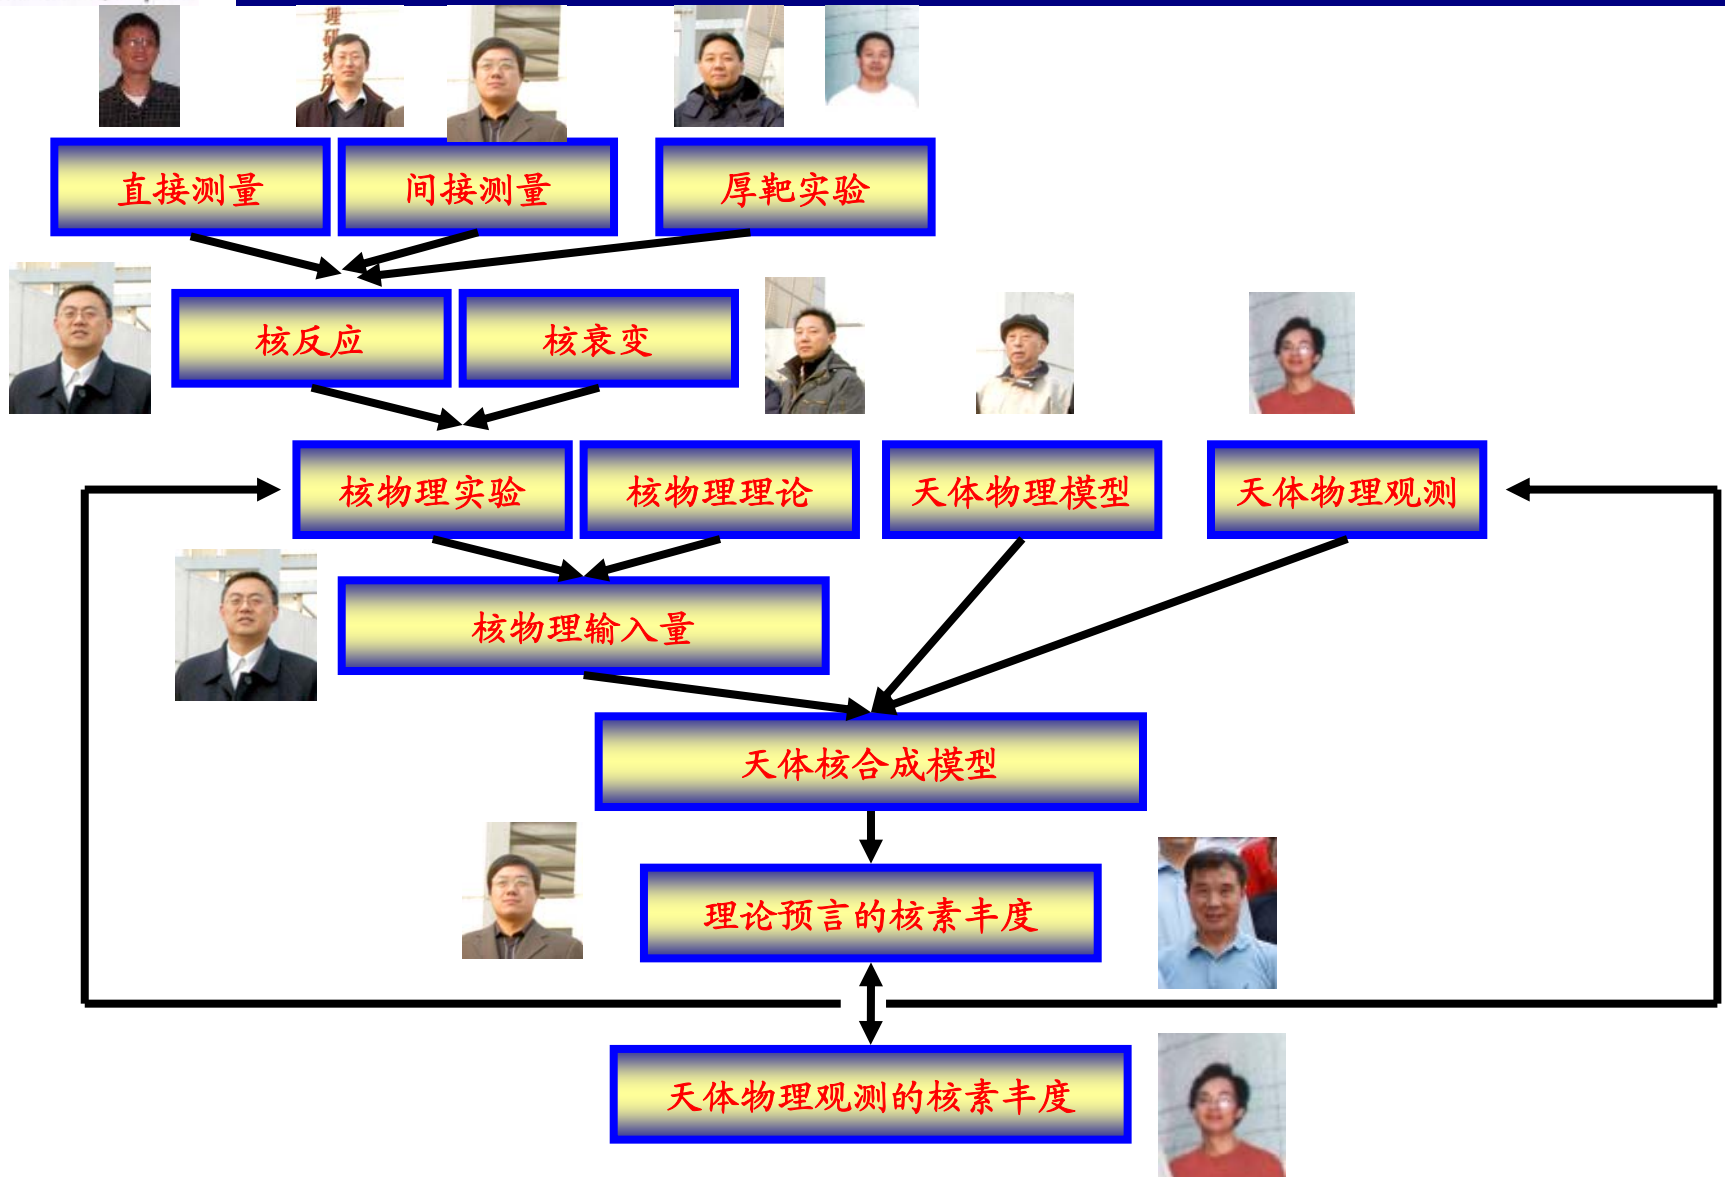 直接测量
间接测量
厚靶实验
核反应
核衰变
核物理实验
核物理理论
天体物理模型
天体物理观测
核物理输入量
天体核合成模型
理论预言的核素丰度
天体物理观测的核素丰度